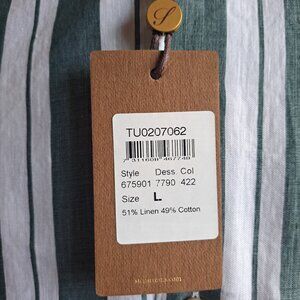 S
TU0207062
Style Dess Col
675901 7790 422
Size L
51% Linen 49% Cotton